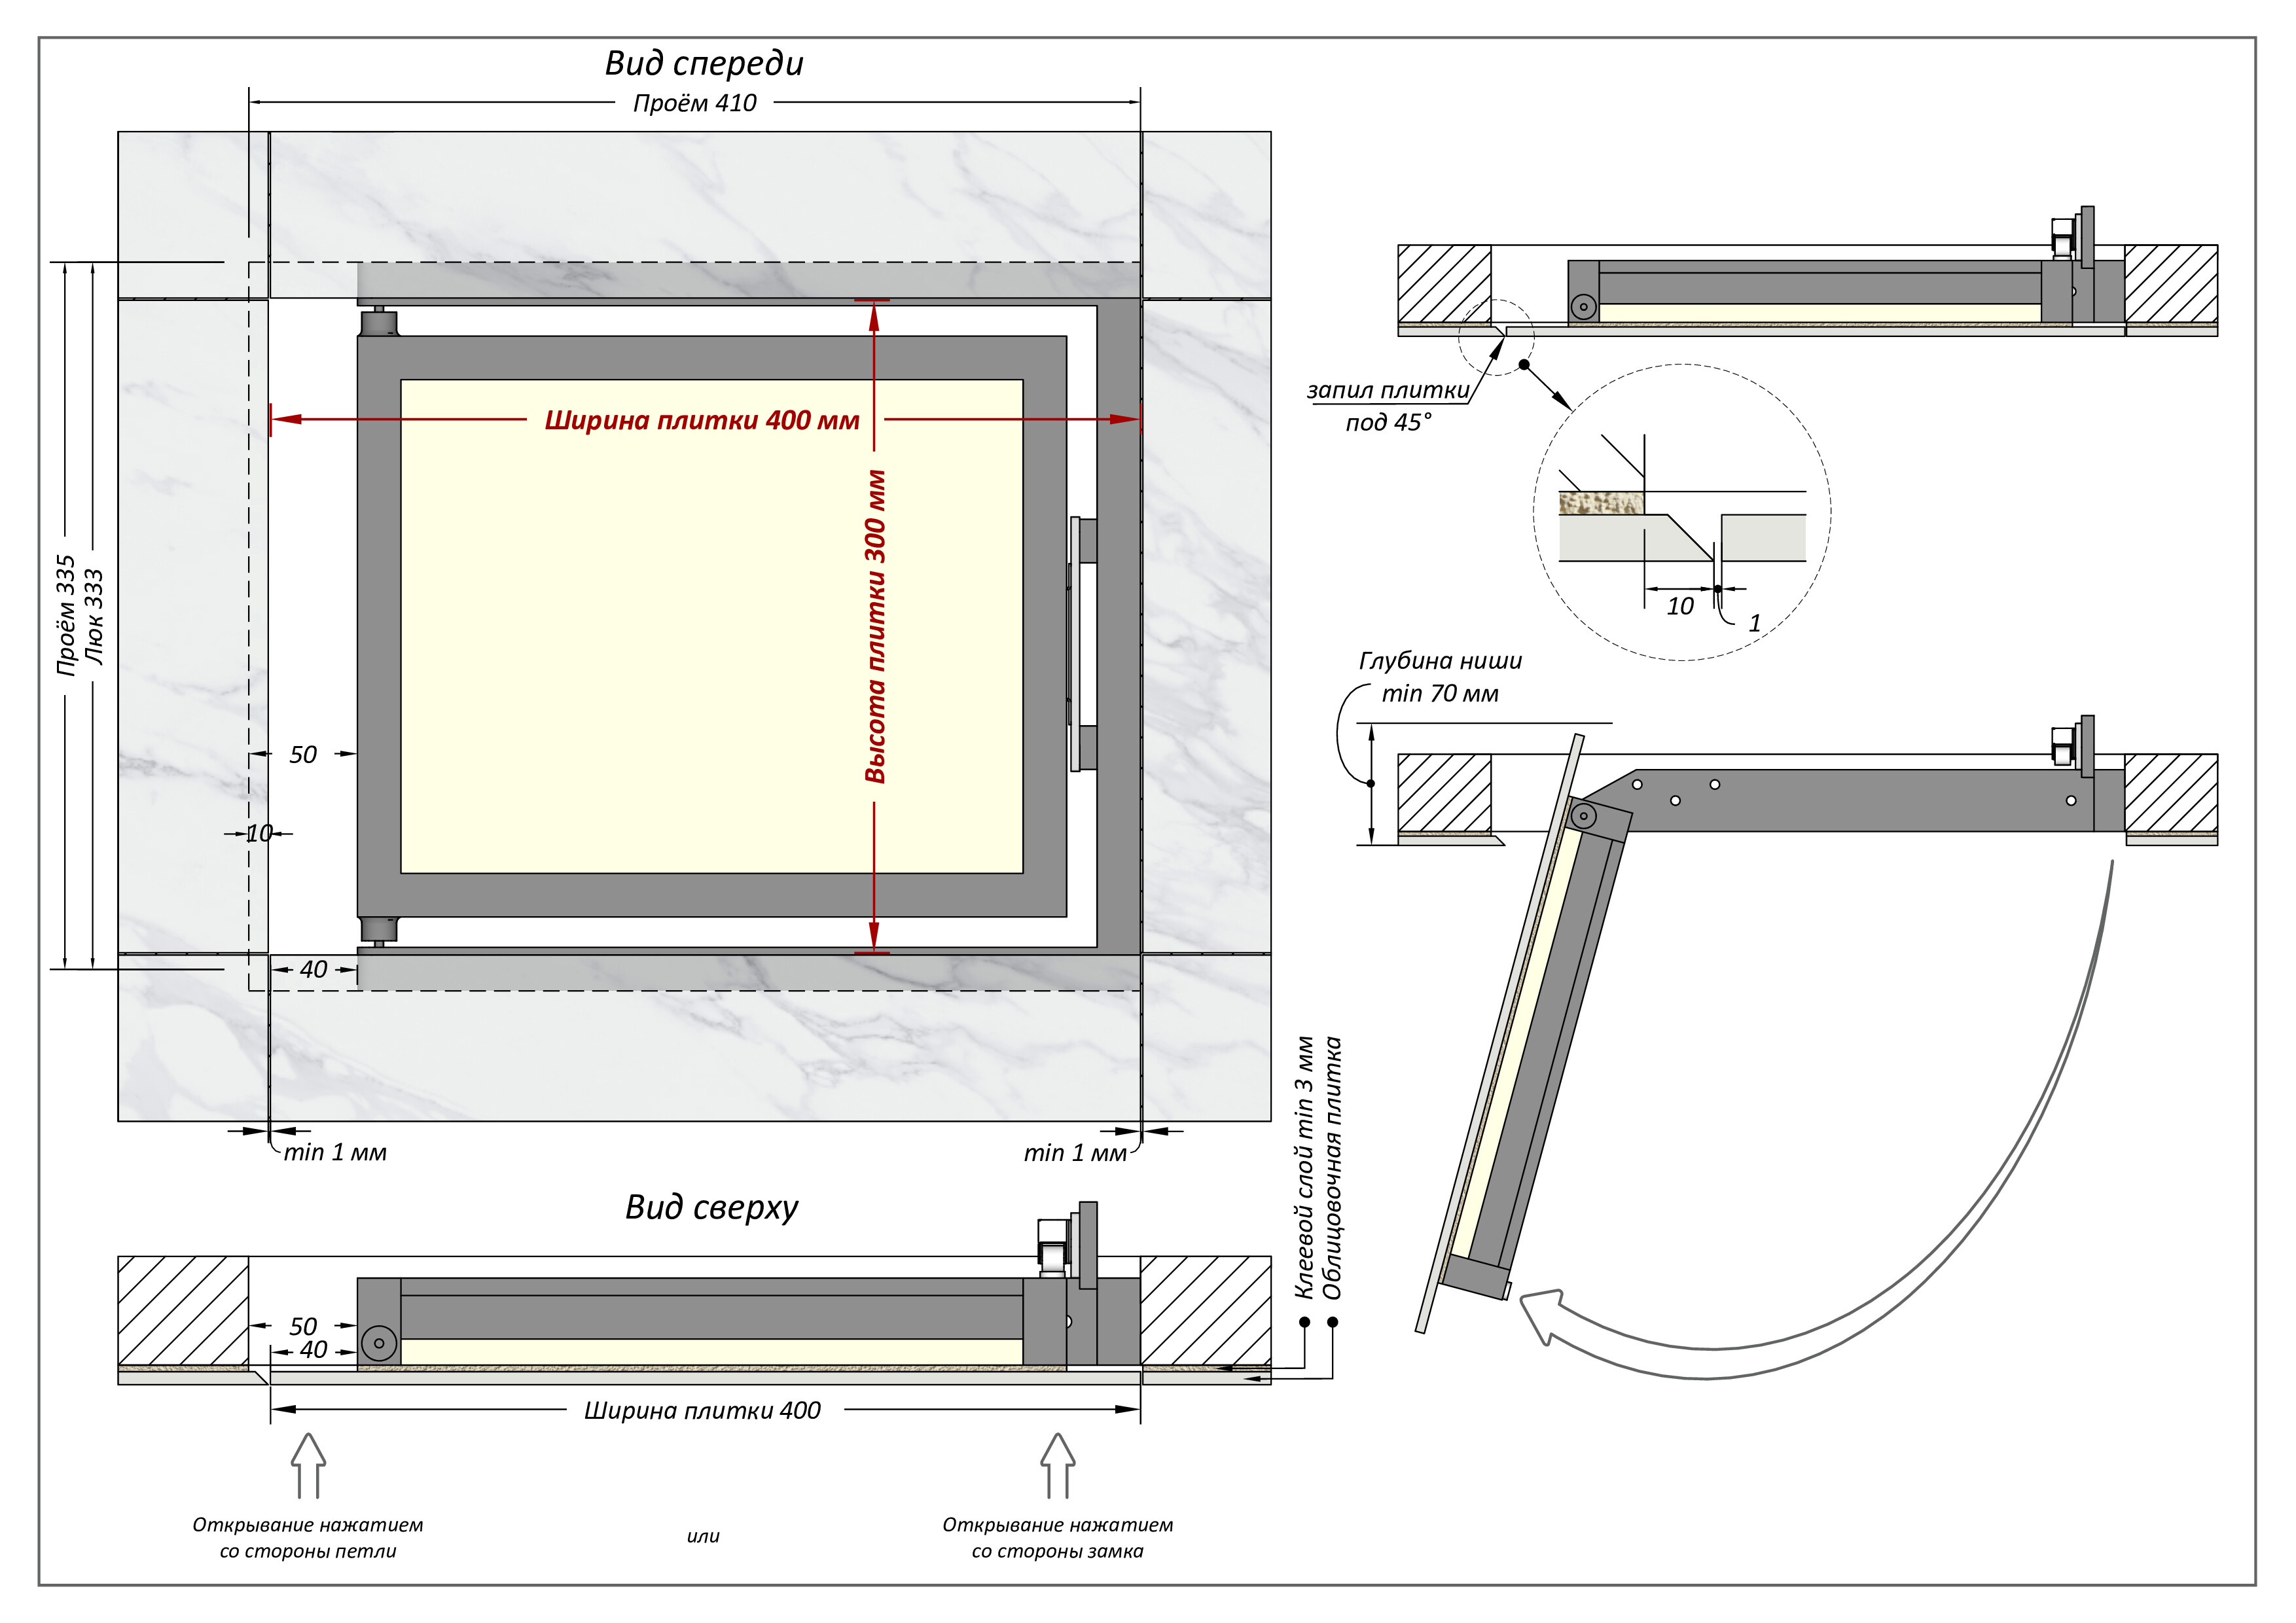 Вид спереди
Проём 410
Проём 335
Люк 333
Ширина плитки 400 мм
Высота плитки 300 мм
50
10
40
min 1 мм
min 1 мм
запил плитки
под 45°
10
1
Глубина ниши
min 70 мм
Клеевой слой min 3 мм
Облицовочная плитка
Вид сверху
50
40
Ширина плитки 400
Открывание нажатием
со стороны петли
или
Открывание нажатием
со стороны замка